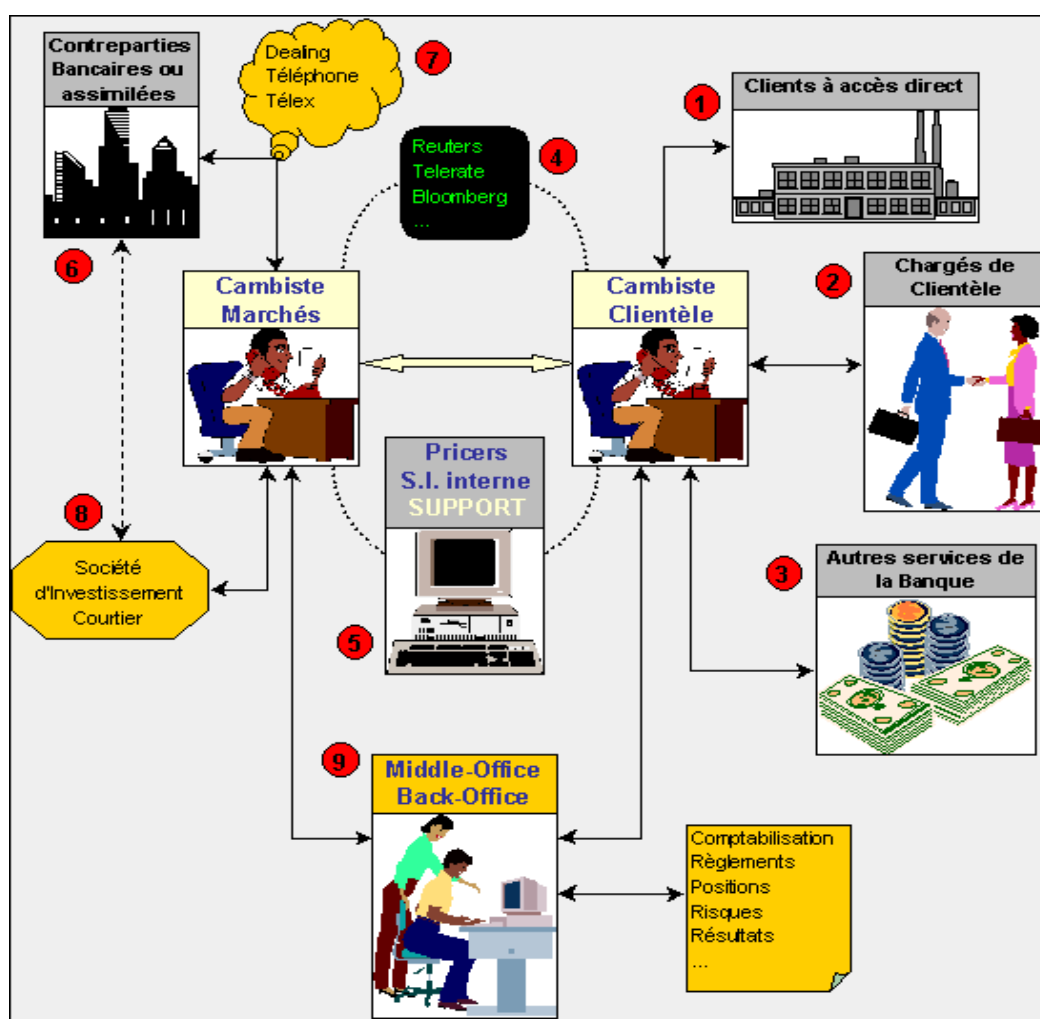 Contreparties
Bancaires ou
assimilées
Dealing
Téléphone
Télex
7
1
Clients à accès direct
Reuters
Telerate
Bloomberg
...
4
6
2
Chargés de
Clientèle
Cambiste
Marchés
Cambiste
Clientèle
Pricers
S.I. interne
SUPPORT
8
Société
d'Investissement
Courtier
3
Autres services de
la Banque
5
9
Middle-Office
Back-Office
Comptabilisation
Règlements
Positions
Risques
Résultats
...